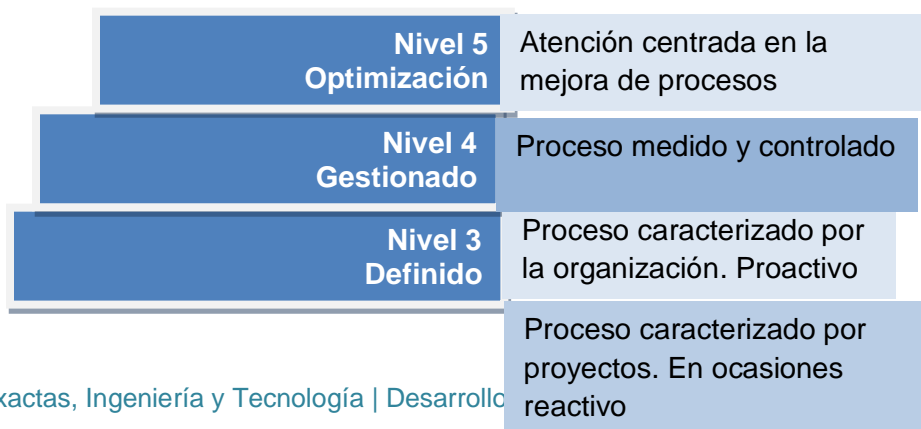 Nivel 5
Optimización
Atención centrada en la
mejora de procesos
Nivel 4
Gestionado
Proceso medido y controlado
Nivel 3
Definido
Proceso caracterizado por
la organización. Proactivo
Proceso caracterizado por
proyectos. En ocasiones
reactivo
Ingeniería y Tecnología | Desarrollo